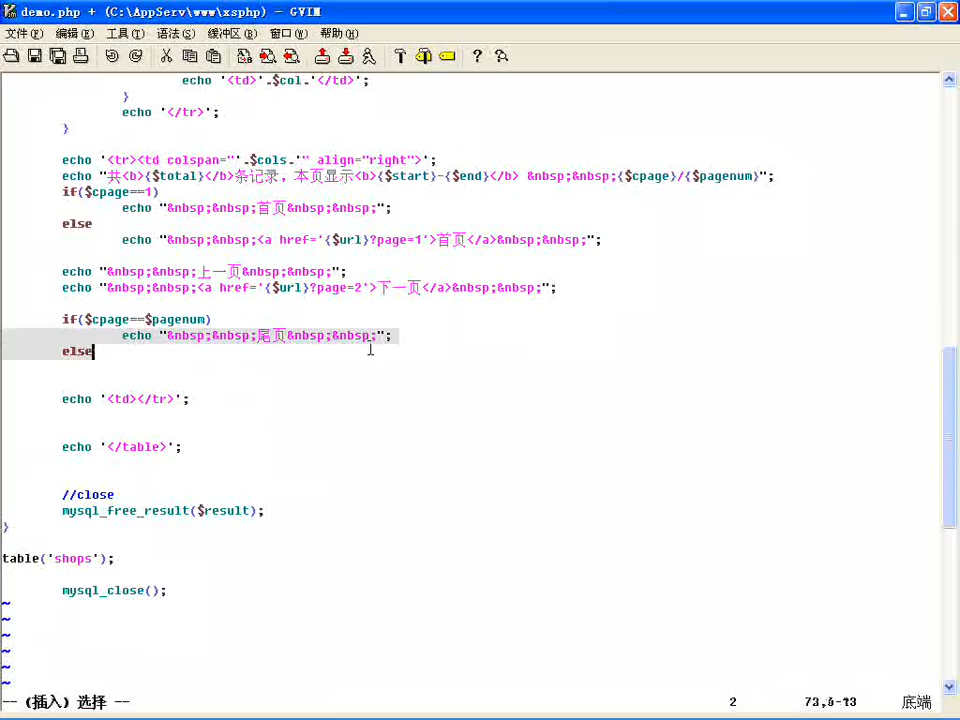 demo.php + (C:\AppServ\www\xsphp) - GVIM
文件(F) 编辑(E) 工具(T) 语法(S) 缓冲区(B) 窗口(W) 帮助(H)
echo '<td>'.$col.'</td>';
}
echo '</tr>';
}
echo '<tr><td colspan="'.$cols.'" align="right">';
echo "共<b>{$total}</b>条记录，本页显示<b>{$start}-{$end}</b> &nbsp;&nbsp;{$cpage}/{$pagenum}";
if($cpage==1)
echo "&nbsp;&nbsp;首页&nbsp;&nbsp;";
else
echo "&nbsp;&nbsp;<a href='{$url}?page=1'>首页</a>&nbsp;&nbsp;";
echo "&nbsp;&nbsp;上一页&nbsp;&nbsp;";
echo "&nbsp;&nbsp;<a href='{$url}?page=2'>下一页</a>&nbsp;&nbsp;";
if($cpage==$pagenum)
echo "&nbsp;&nbsp;尾页&nbsp;&nbsp;";
else
echo '<td></tr>';
echo '</table>';
//close
mysql_free_result($result);
}
table('shops');
mysql_close();
~
~
~
~
~
~
-- (插入) 选择 -- 2 73,6-13 底端